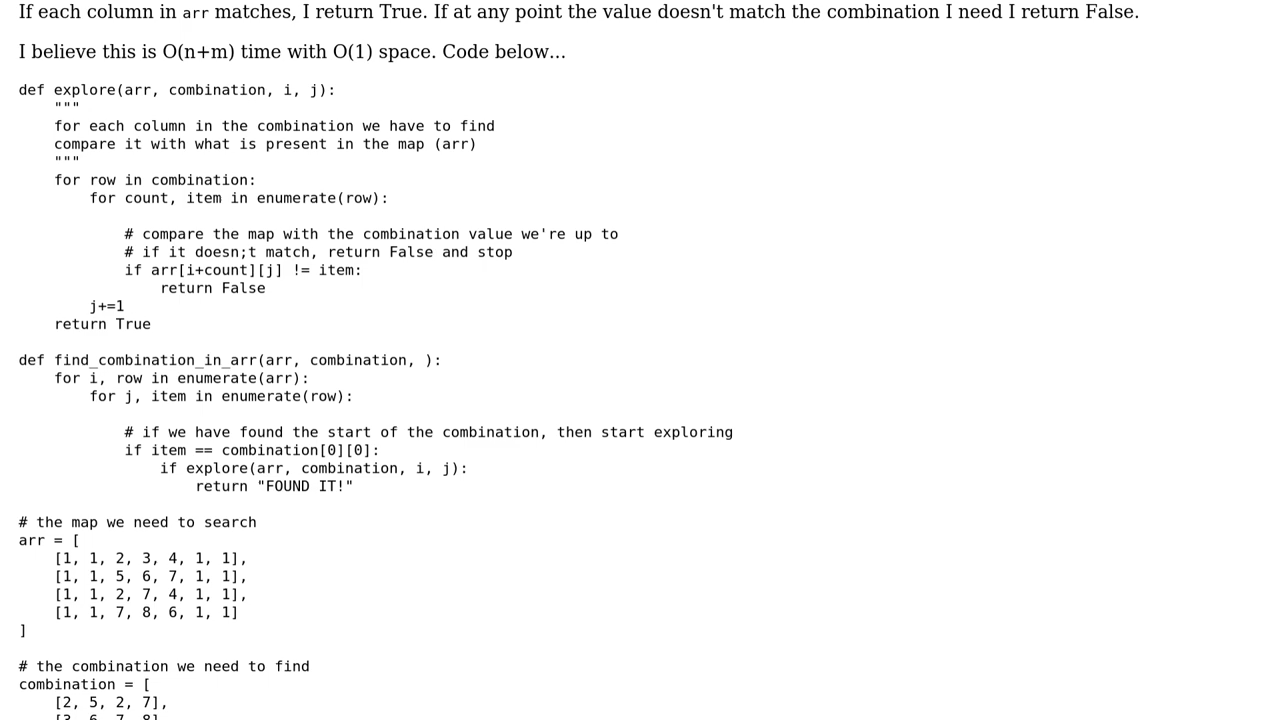 If each column in arr matches, I return True. If at any point the value doesn't match the combination I need I return False.
I believe this is O(n+m) time with O(1) space. Code below...
def explore(arr, combination, i, j):
    """
    for each column in the combination we have to find
    compare it with what is present in the map (arr)
    """
    for row in combination:
        for count, item in enumerate(row):
            # compare the map with the combination value we're up to
            # if it doesn;t match, return False and stop
            if arr[i+count][j] != item:
                return False
        j+=1
    return True
def find_combination_in_arr(arr, combination, ):
    for i, row in enumerate(arr):
        for j, item in enumerate(row):
            # if we have found the start of the combination, then start exploring
            if item == combination[0][0]:
                if explore(arr, combination, i, j):
                    return "FOUND IT!"
# the map we need to search
arr = [
    [1, 1, 2, 3, 4, 1, 1],
    [1, 1, 5, 6, 7, 1, 1],
    [1, 1, 2, 7, 4, 1, 1],
    [1, 1, 7, 8, 6, 1, 1]
]
# the combination we need to find
combination = [
    [2, 5, 2, 7],
    [3, 6, 7, 8]